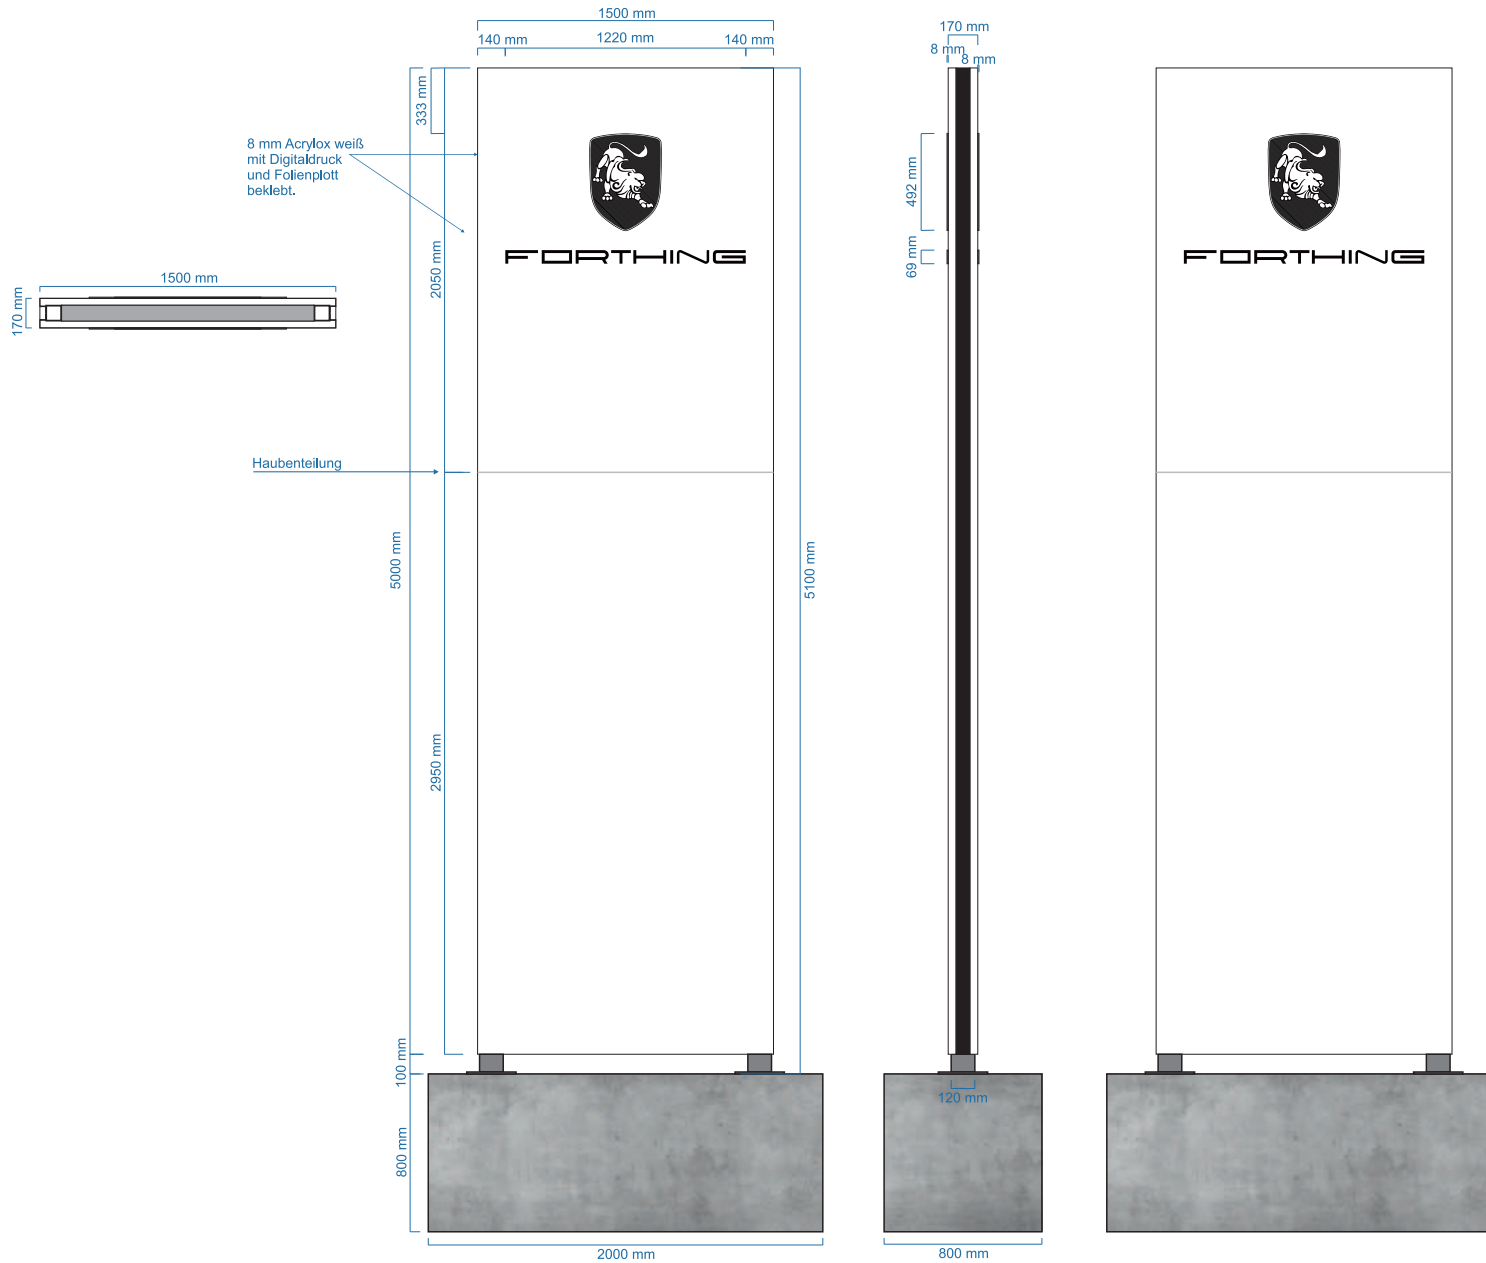 1500 mm
140 mm
1220 mm
140 mm
170 mm
8 mm
8 mm
333 mm
8 mm Acrylox weiß
mit Digitaldruck
und Folienplott
beklebt.
492 mm
69 mm
FORTHING
FORTHING
2050 mm
1500 mm
170 mm
Haubenteilung
5000 mm
5100 mm
2950 mm
100 mm
120 mm
800 mm
2000 mm
800 mm